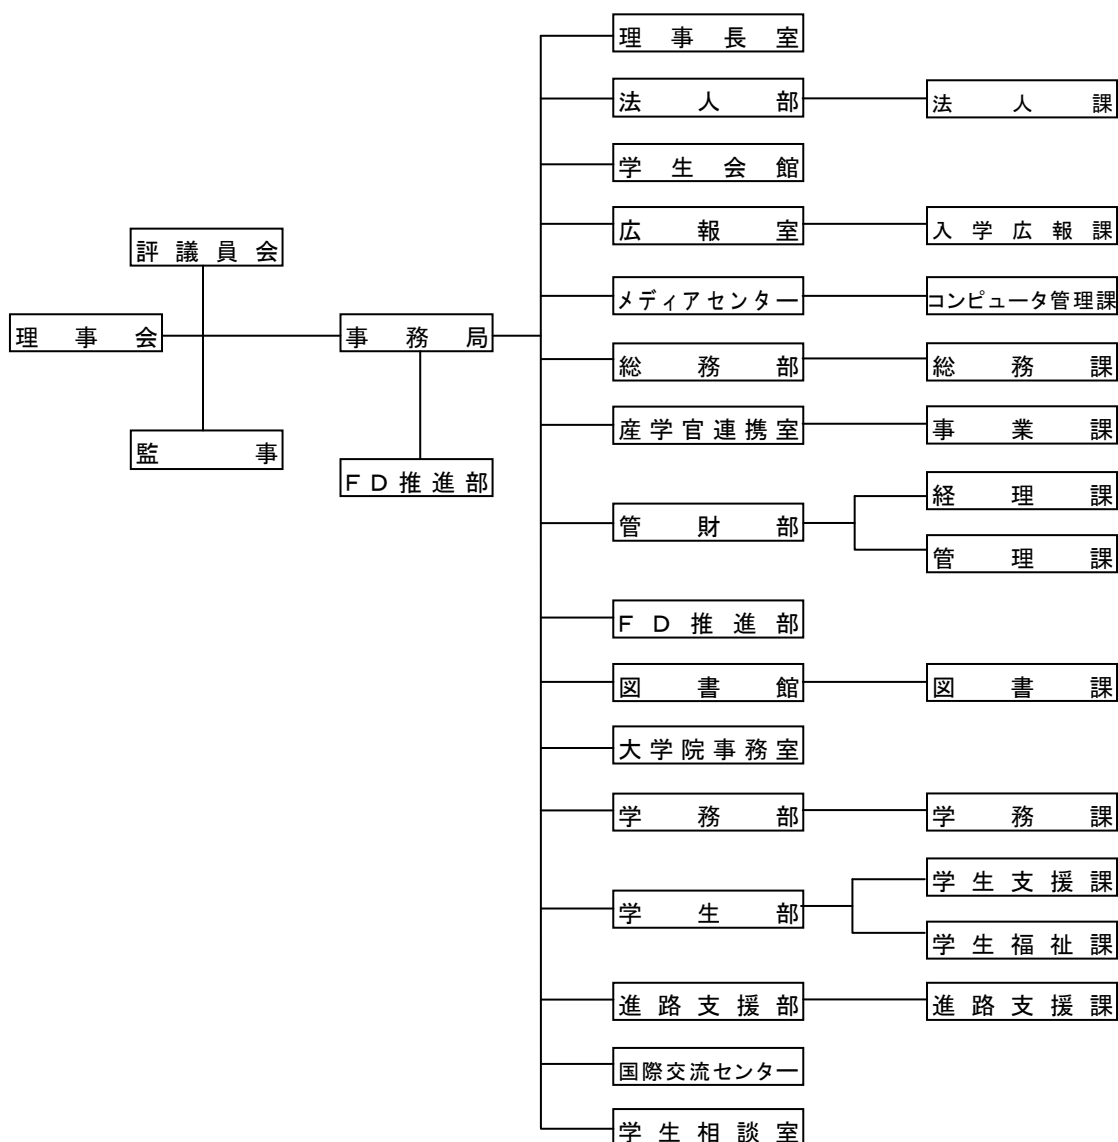 理事長室
法人部
法人課
学生会館
広報室
入学広報課
評議員会
メディアセンター
コンピュータ管理課
理事会
事務局
総務部
総務課
監事
産学官連携室
事業課
FD推進部
経理課
管財部
管理課
FD推進部
図書館
図書課
大学院事務室
学務部
学務課
学生支援課
学生部
学生福祉課
進路支援部
進路支援課
国際交流センター
学生相談室